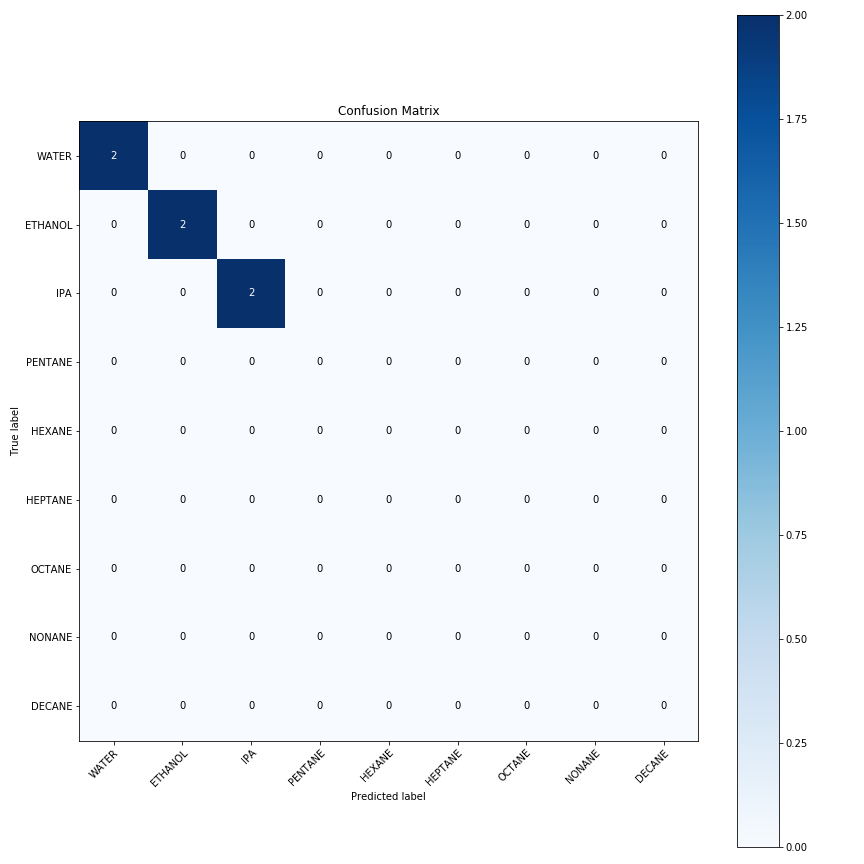 Confusion Matrix
WATER 2 0 0 0 0 0 0 0 0
ETHANOL 0 2 0 0 0 0 0 0 0
IPA 0 0 2 0 0 0 0 0 0
PENTANE 0 0 0 0 0 0 0 0 0
HEXANE 0 0 0 0 0 0 0 0 0
HEPTANE 0 0 0 0 0 0 0 0 0
OCTANE 0 0 0 0 0 0 0 0 0
NONANE 0 0 0 0 0 0 0 0 0
DECANE 0 0 0 0 0 0 0 0 0
True label
WATER ETHANOL IPA PENTANE HEXANE HEPTANE OCTANE NONANE DECANE
Predicted label
2.00
1.75
1.50
1.25
1.00
0.75
0.50
0.25
0.00